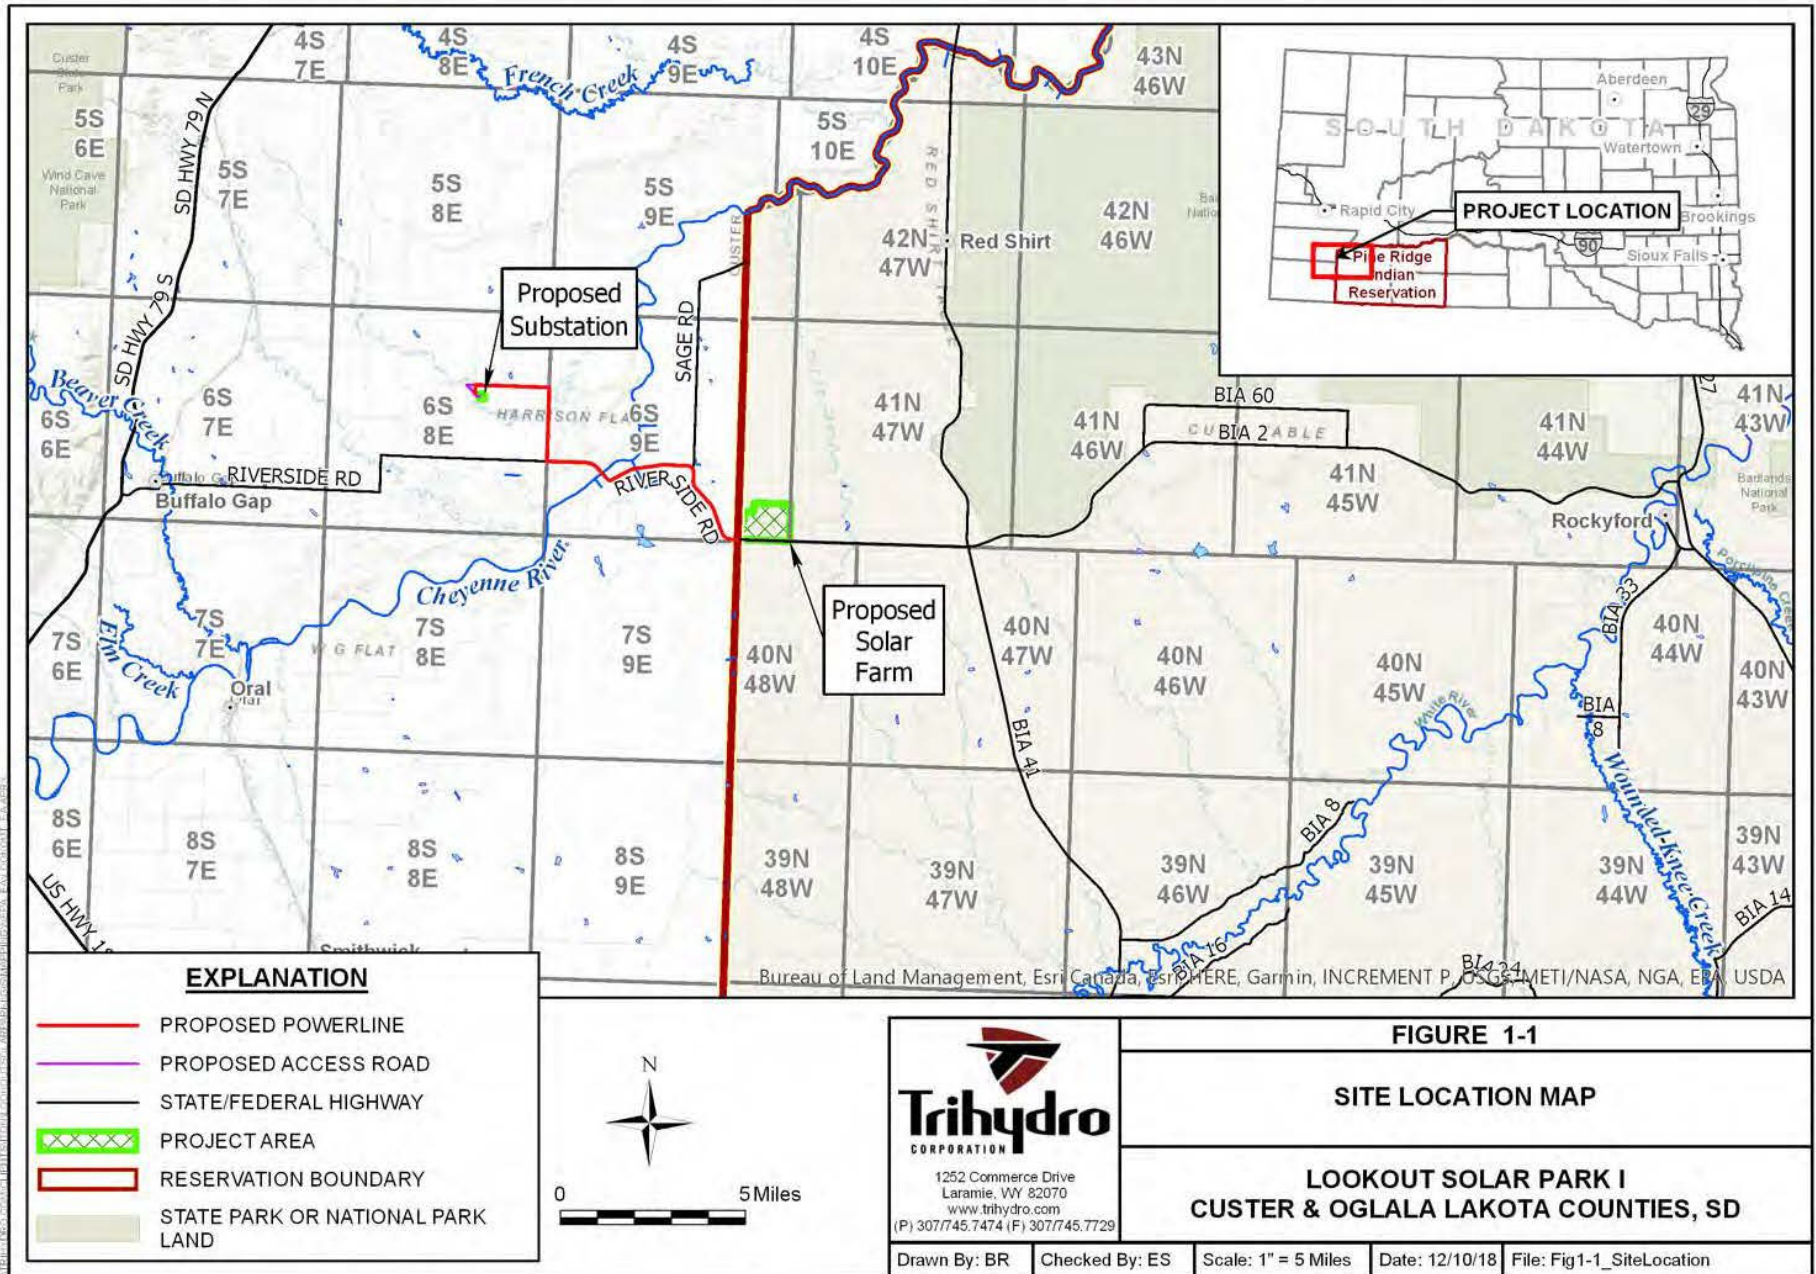 Custer
Park
4S
7E
4S
8E
French Creek
4S
9E
4S
10E
43N
46W
5S
6E
SD HWY 79 N
Wind Cave
National
Park
5S
7E
5S
8E
5S
9E
5S
10E
RED SHIRT
CUSTER
42N
47W
Red Shirt
42N
46W
SOUTH DAKOTA
Aberdeen
29
Watertown
Rapid City
PROJECT LOCATION
Brookings
90
Sioux Falls
Pine Ridge
Indian
Reservation
Proposed
Substation
SD HWY 79 S
SAGE RD
Beaver Creek
6S
6E
6S
7E
6S
8E
HARRISON FLA
6S
9E
41N
47W
41N
46W
BIA 60
BIA 2
41N
45W
41N
44W
27
41N
43W
Badlands
National
Park
RIVERSIDE RD
Buffalo Gap
RIVERSIDE RD
Rockyford
Porcupine Creek
Cheyenne River
Proposed
Solar
Farm
Elm Creek
7S
6E
7S
7E
W G FLAT
7S
8E
7S
9E
40N
48W
40N
47W
40N
46W
40N
45W
40N
44W
40N
43W
BIA 33
Oral
White River
BIA
8
BIA 41
Wounded Knee Creek
8S
6E
8S
7E
8S
8E
8S
9E
39N
48W
39N
47W
39N
46W
BIA 8
39N
45W
39N
44W
39N
43W
BIA 14
US HWY 18
Smithwick
BIA 16
BIA 24
Bureau of Land Management, Esri Canada, Esri, HERE, Garmin, INCREMENT P, USGS, METI/NASA, NGA, EPA, USDA
EXPLANATION
PROPOSED POWERLINE
PROPOSED ACCESS ROAD
STATE/FEDERAL HIGHWAY
PROJECT AREA
RESERVATION BOUNDARY
STATE PARK OR NATIONAL PARK
LAND
N
0 5 Miles
Trihydro
CORPORATION
1252 Commerce Drive
Laramie, WY 82070
www.trihydro.com
(P) 307/745.7474 (F) 307/745.7729
FIGURE 1-1
SITE LOCATION MAP
LOOKOUT SOLAR PARK I
CUSTER & OGLALA LAKOTA COUNTIES, SD
Drawn By: BR
Checked By: ES
Scale: 1" = 5 Miles
Date: 12/10/18
File: Fig1-1_SiteLocation